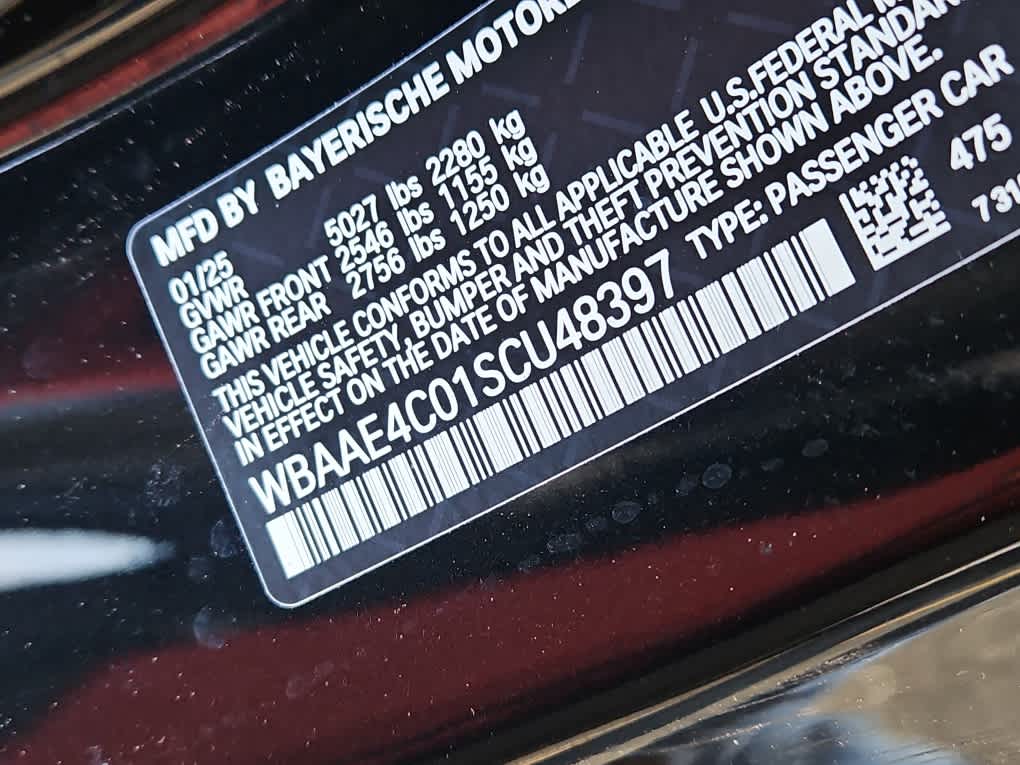 MFD BY BAYERISCHE
01/25
GVWR 5027 lbs 2280 kg
GAWR FRONT 2546 lbs 1155 kg
GAWR REAR 2756 lbs 1250 kg
THIS VEHICLE CONFORMS TO ALL APPLICABLE U.S.FEDERAL
VEHICLE SAFETY, BUMPER AND THEFT PREVENTION
IN EFFECT ON THE DATE OF MANUFACTURE SHOWN ABOVE.
WBAAE4C01SCU48397 TYPE: PASSENGER CAR
475